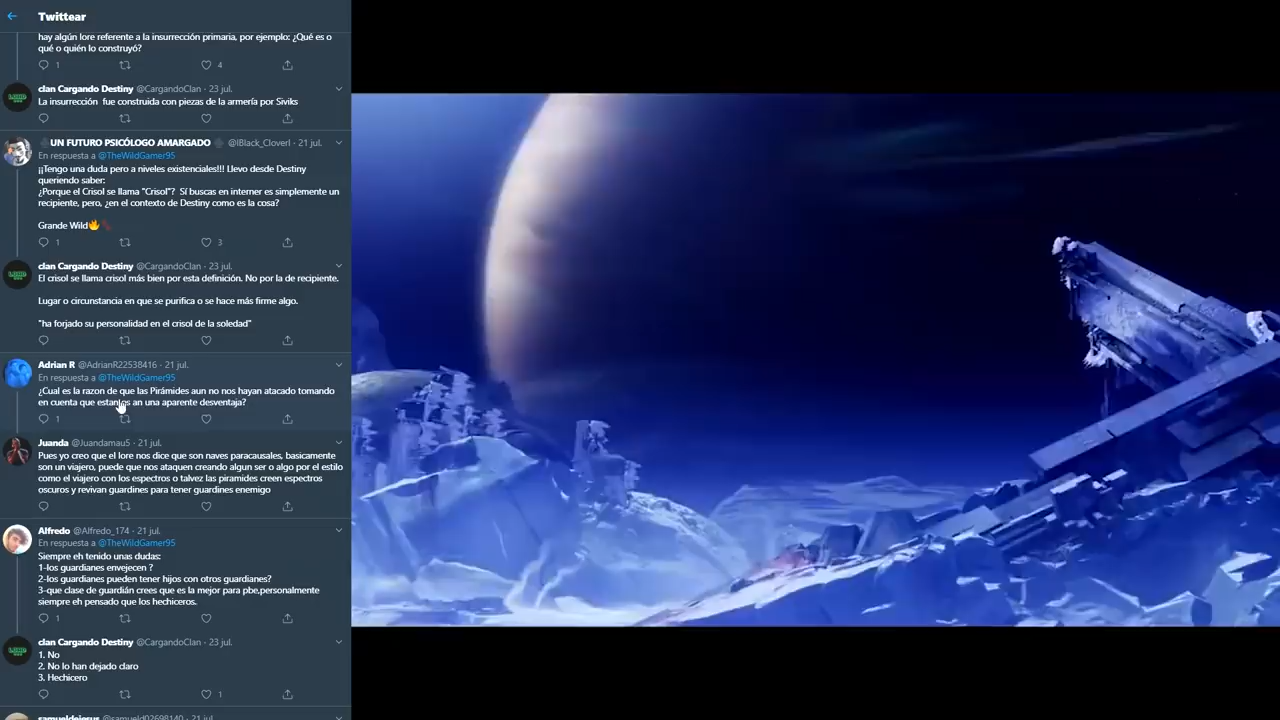 Twittear
hay algún lore referente a la insurrección primaria, por ejemplo: ¿Qué es o
qué o quién lo construyó?
1 4
clan Cargando Destiny @CargandoClan · 23 jul.
La insurrección fue construida con piezas de la armería por Siviks
UN FUTURO PSICÓLOGO AMARGADO @IBlack_Cloverl · 21 jul.
En respuesta a @TheWildGamer95
¡¡Tengo una duda pero a niveles existenciales!!! Llevo desde Destiny
queriendo saber:
¿Porque el Crisol se llama "Crisol"? Sí buscas en internet es simplemente un
recipiente, pero, ¿en el contexto de Destiny como es la cosa?
Grande Wild🔥
1 3
clan Cargando Destiny @CargandoClan · 23 jul.
El crisol se llama crisol más bien por esta definición. No por la de recipiente.
Lugar o circunstancia en que se purifica o se hace más firme algo.
"ha forjado su personalidad en el crisol de la soledad"
Adrian R @AdrianR22538416 · 21 jul.
En respuesta a @TheWildGamer95
¿Cual es la razon de que las Pirámides aun no nos hayan atacado tomando
en cuenta que estamos an una aparente desventaja?
1
Juanda @Juandamau5 · 21 jul.
Pues yo creo que el lore nos dice que son naves paracausales, basicamente
son un viajero, puede que nos ataquen creando algun ser o algo por el estilo
como el viajero con los espectros o talvez las piramides creen espectros
oscuros y revivan guardines para tener guardines enemigo
Alfredo @Alfredo_174 · 21 jul.
En respuesta a @TheWildGamer95
Siempre eh tenido unas dudas:
1-los guardianes envejecen ?
2-los guardianes pueden tener hijos con otros guardianes?
3-que clase de guardián crees que es la mejor para pbe,personalmente
siempre eh pensado que los hechiceros.
1
clan Cargando Destiny @CargandoClan · 23 jul.
1. No
2. No lo han dejado claro
3. Hechicero
1
samueldejesus @samueld02698140 · 21 jul.